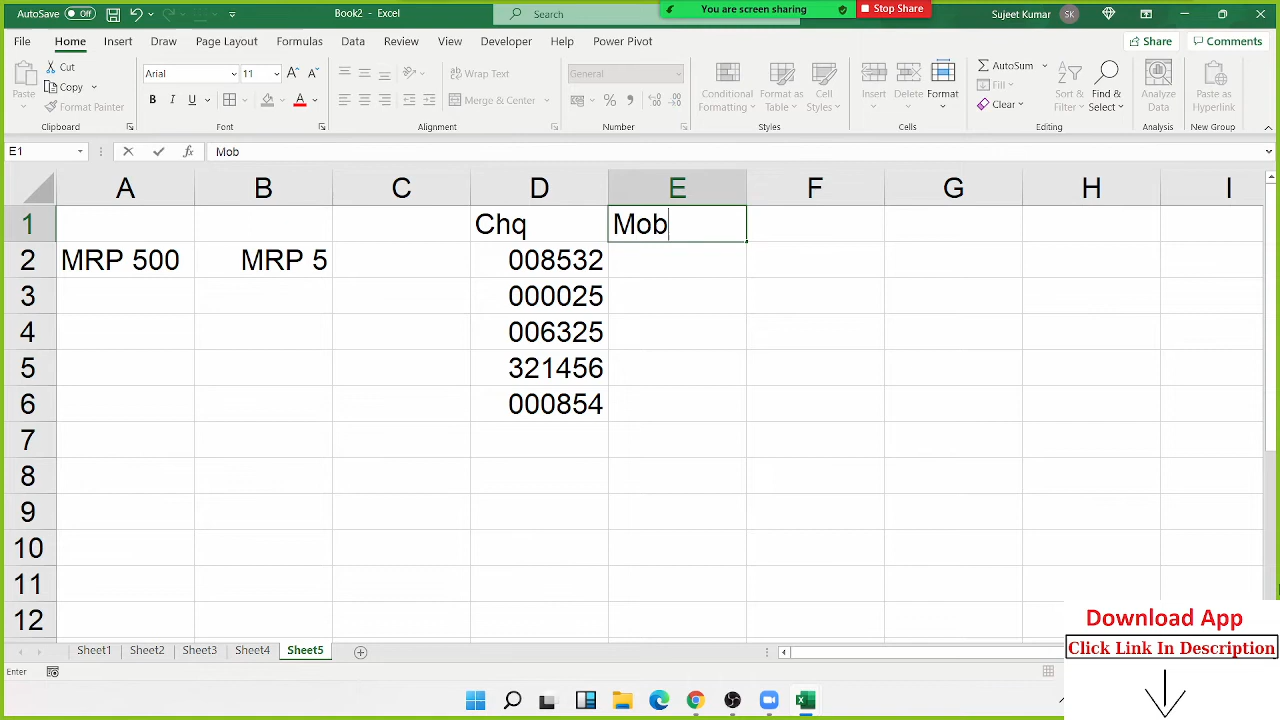 AutoSave Off Book2 - Excel Search You are screen sharing Stop Share Sujeet Kumar SK
File Home Insert Draw Page Layout Formulas Data Review View Developer Help Power Pivot Share Comments
Paste Cut Copy Format Painter
Clipboard
Arial 11
B I U
Font
Wrap Text
Merge & Center
Alignment
General
Number
Conditional Formatting Format as Table Cell Styles
Styles
Insert Delete Format
Cells
AutoSum Fill Clear
Sort & Filter Find & Select
Editing
Analyze Data
Analysis
Paste as Hyperlink
New Group
E1 fx Mob
A B C D E F G H I
1 Chq Mob
2 MRP 500 MRP 5 008532
3 000025
4 006325
5 321456
6 000854
7
8
9
10
11
12
Download App
Click Link In Description
Sheet1 Sheet2 Sheet3 Sheet4 Sheet5
Enter